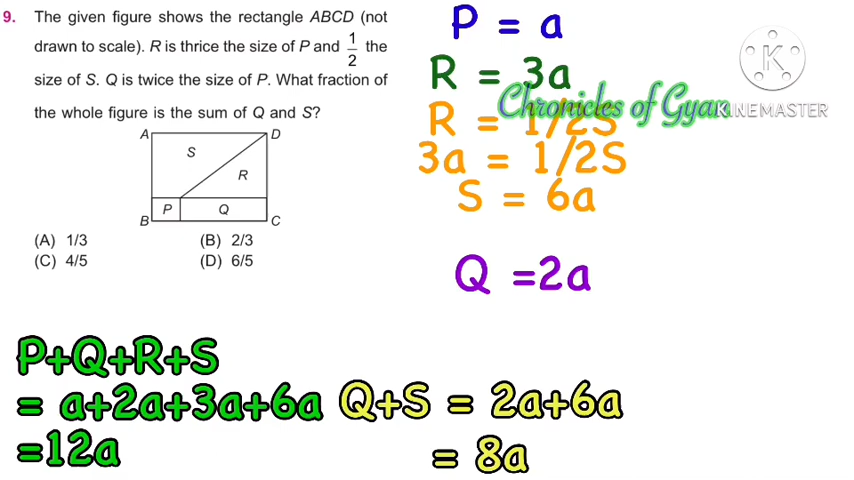 9. The given figure shows the rectangle ABCD (not
drawn to scale). R is thrice the size of P and 1/2 the
size of S. Q is twice the size of P. What fraction of
the whole figure is the sum of Q and S?
A D
S
R
P Q
B C
(A) 1/3 (B) 2/3
(C) 4/5 (D) 6/5
P = a
R = 3a
Chronicles of Gyan
K
KINEMASTER
R = 1/2S
3a = 1/2S
S = 6a
Q =2a
P+Q+R+S
= a+2a+3a+6a
=12a
Q+S = 2a+6a
= 8a